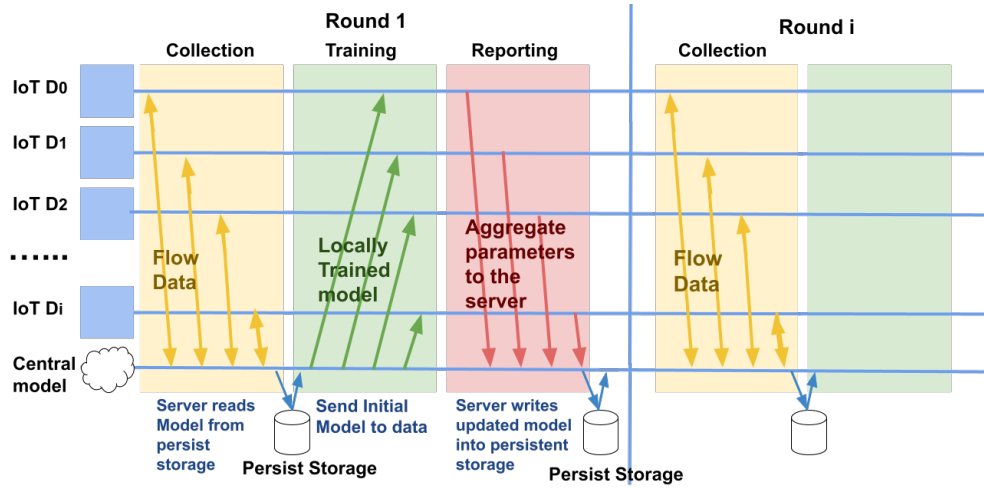 Round 1
Round i
Collection
Training
Reporting
Collection
IoT D0
IoT D1
IoT D2
......
IoT Di
Central
model
Flow
Data
Locally
Trained
model
Aggregate
parameters
to the
server
Flow
Data
Server reads
Model from
persist
storage
Send Initial
Model to data
Server writes
updated model
into persistent
storage
Persist Storage
Persist Storage